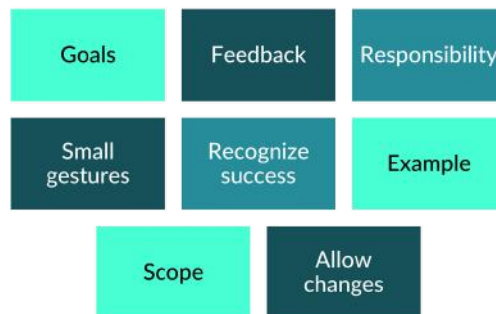 Goals
Feedback
Responsibility
Small
gestures
Recognize
success
Example
Scope
Allow
changes